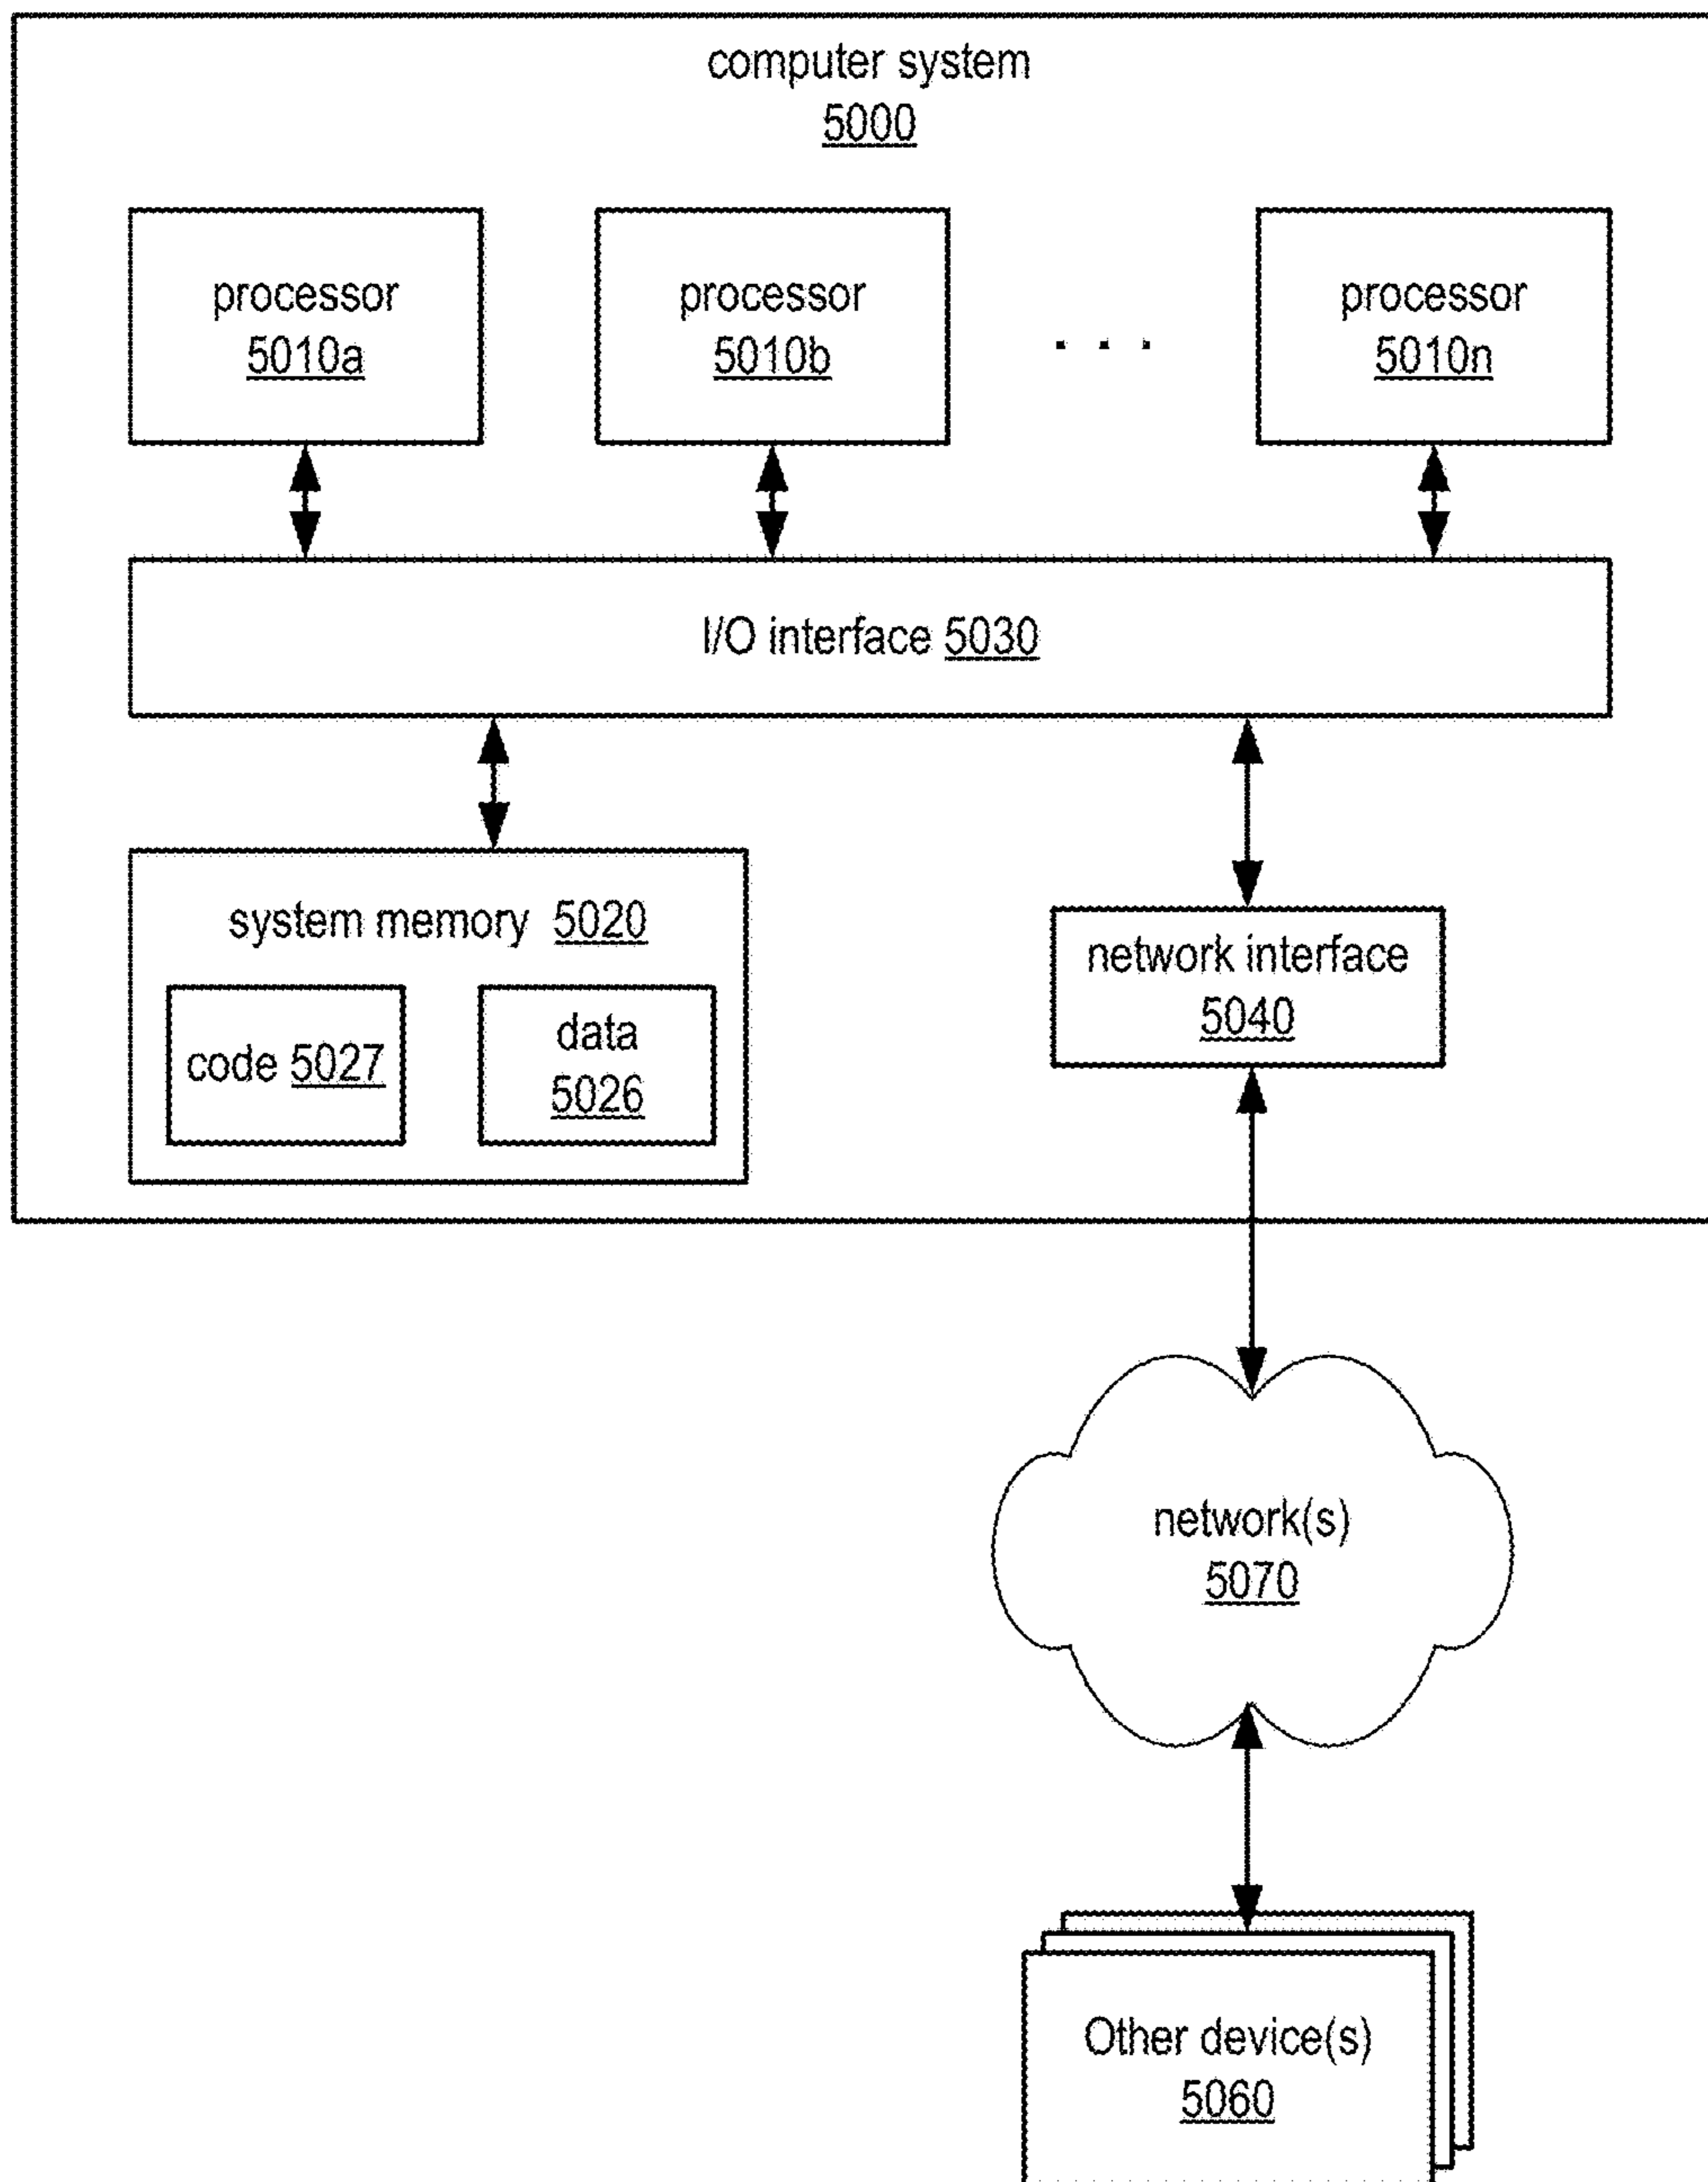 computer system
5000
processor
5010a
processor
5010b
. . .
processor
5010n
I/O interface 5030
system memory 5020
code 5027
data
5026
network interface
5040
network(s)
5070
Other device(s)
5060